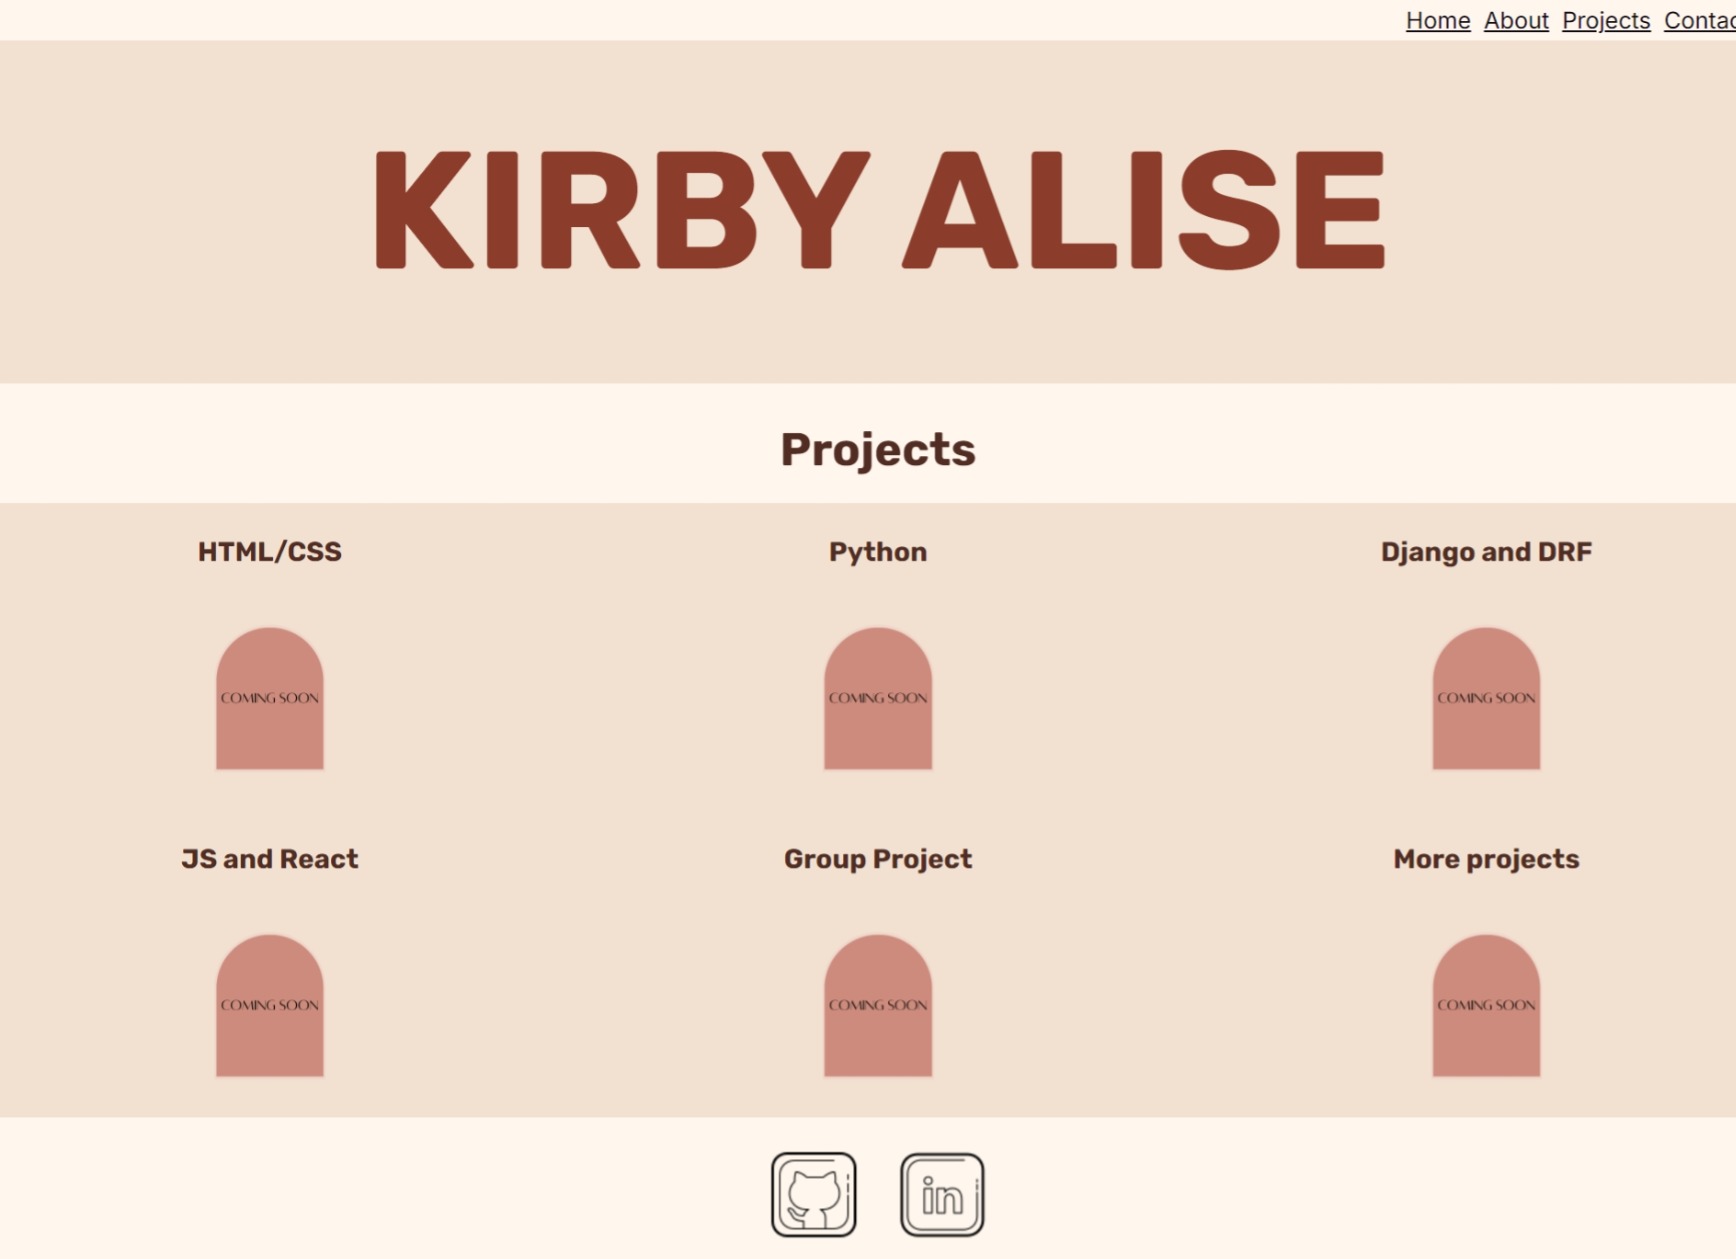 Home About Projects
KIRBY ALISE
Projects
HTML/CSS Python Django and DRF
COMING SOON COMING SOON COMING SOON
JS and React Group Project More projects
COMING SOON COMING SOON COMING SOON
in